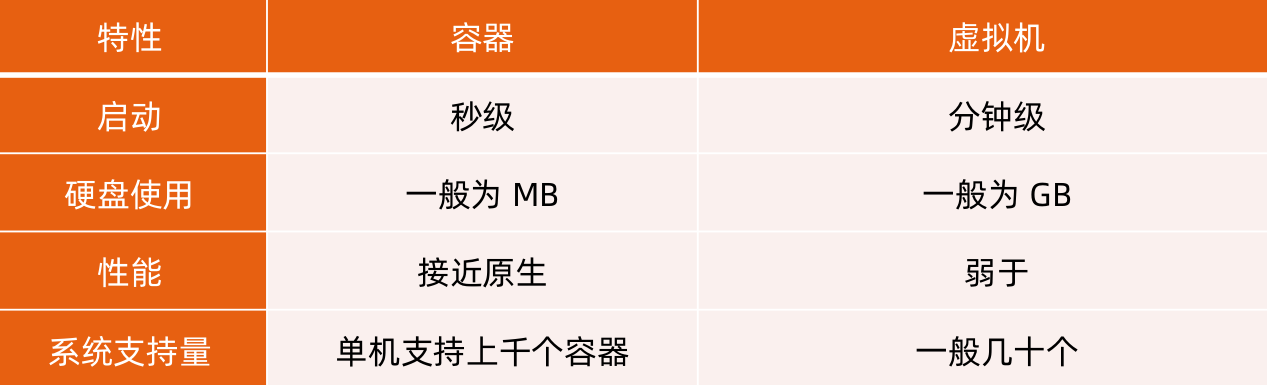 特性 容器 虚拟机
启动 秒级 分钟级
硬盘使用 一般为 MB 一般为 GB
性能 接近原生 弱于
系统支持量 单机支持上千个容器 一般几十个